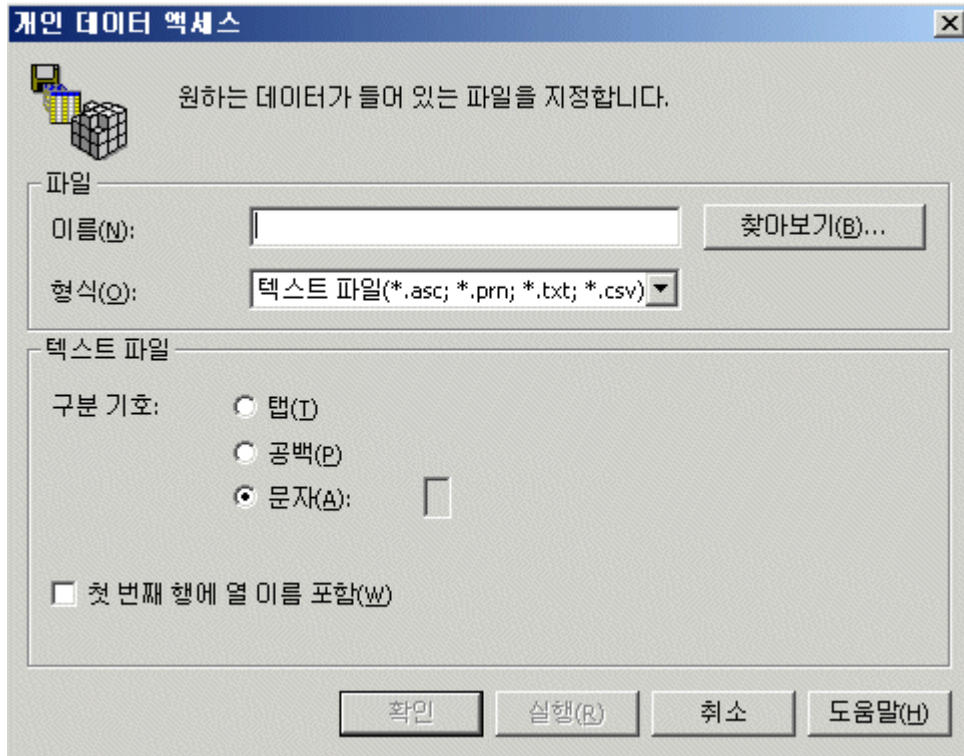 개인 데이터 액세스
원하는 데이터가 들어 있는 파일을 지정합니다.
파일
이름(N):
찾아보기(B)...
형식(O):
텍스트 파일(*.asc; *.prn; *.txt; *.csv)
텍스트 파일
구분 기호:
탭(T)
공백(P)
문자(A):
첫 번째 행에 열 이름 포함(W)
확인
실행(R)
취소
도움말(H)